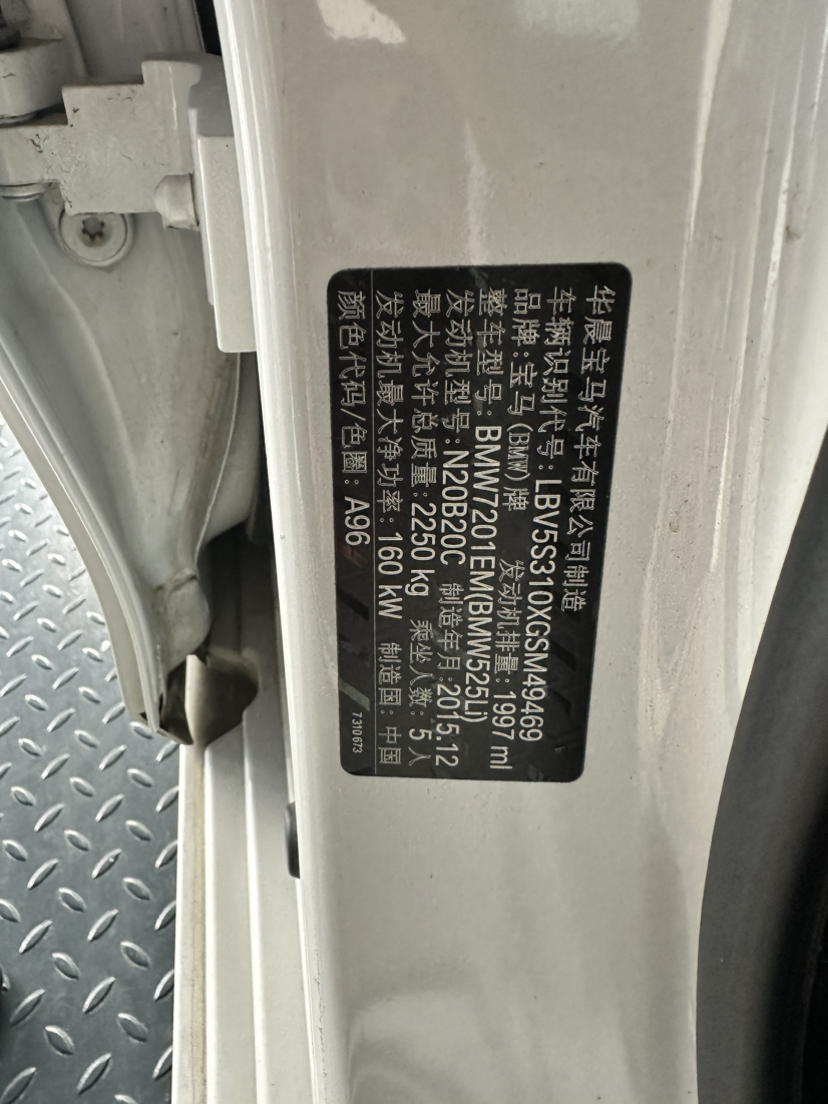 华晨宝马汽车有限公司制造
车辆识别代号:LBV5S310XGSM49469
品牌:宝马(BMW)牌 发动机排量:1997 ml
整车型号:BMW7201EM(BMW525Li)
发动机型号:N20B20C 制造年月:2015.12
最大允许总质量:2250 kg 乘坐人数:5人
发动机最大净功率:160 kW 制造国:中国
颜色代码/色圈:A96 7310673